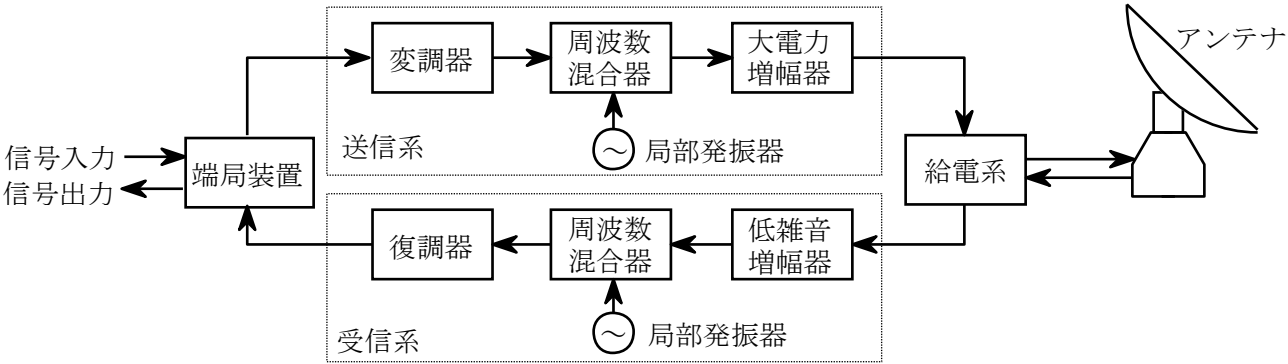 変調器
周波数
混合器
大電力
増幅器
アンテナ
送信系
～
局部発振器
信号入力
信号出力
端局装置
給電系
復調器
周波数
混合器
低雑音
増幅器
受信系
～
局部発振器